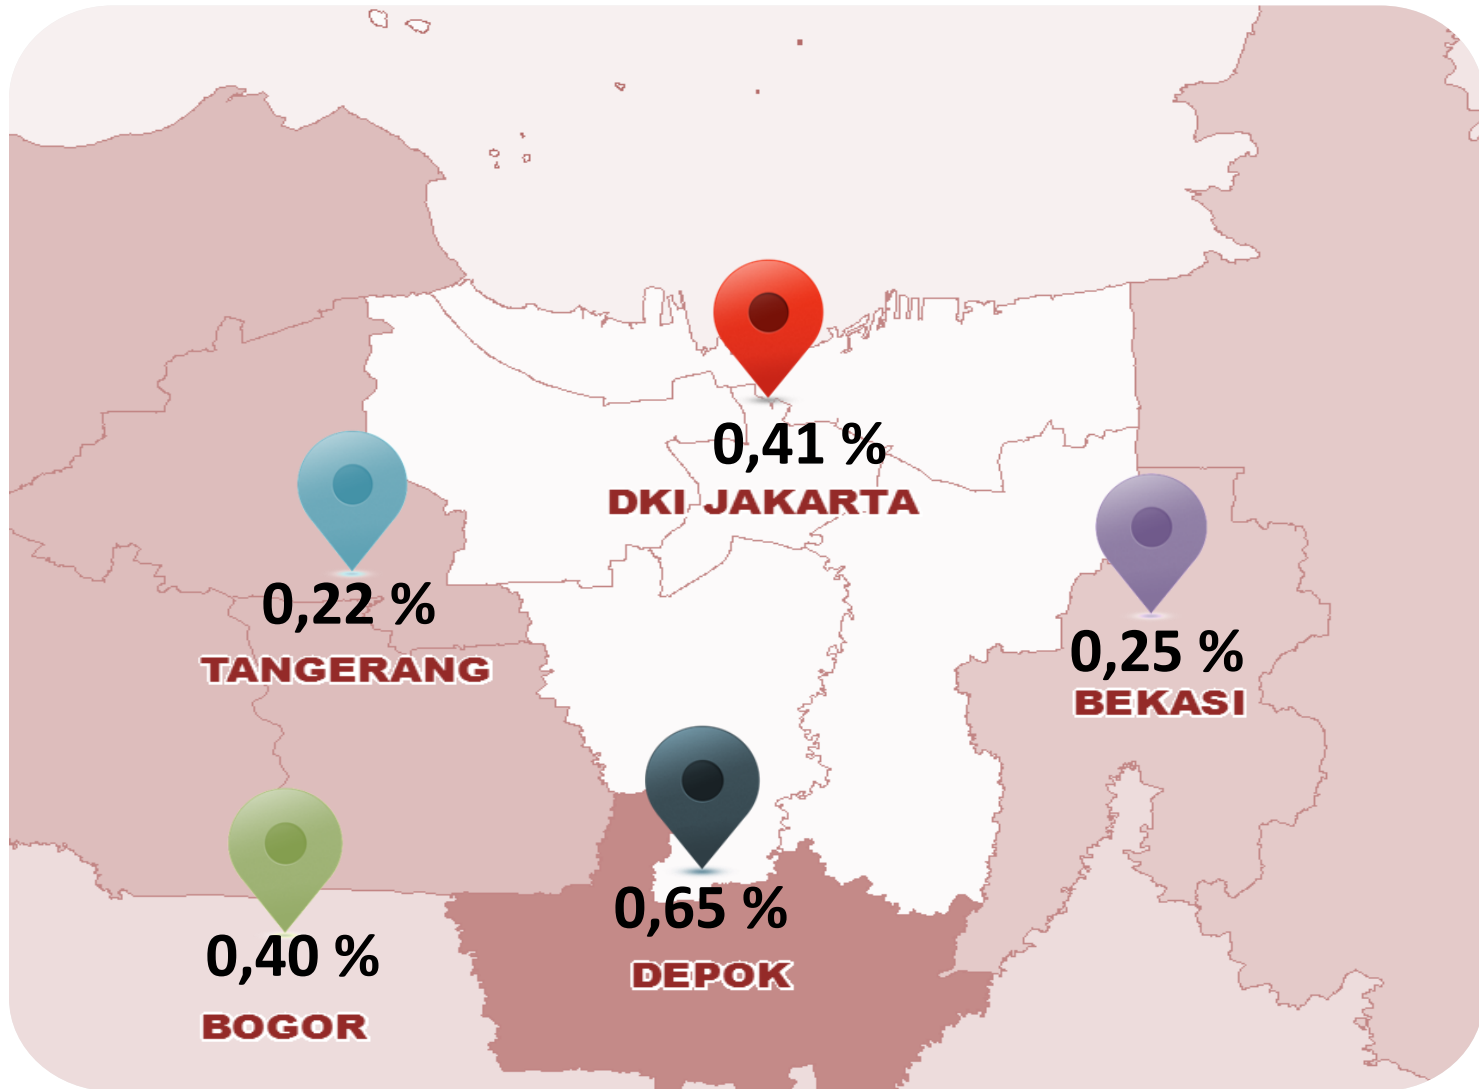 0,41 %
DKI JAKARTA
0,22 %
TANGERANG
0,25 %
BEKASI
0,65 %
DEPOK
0,40 %
BOGOR